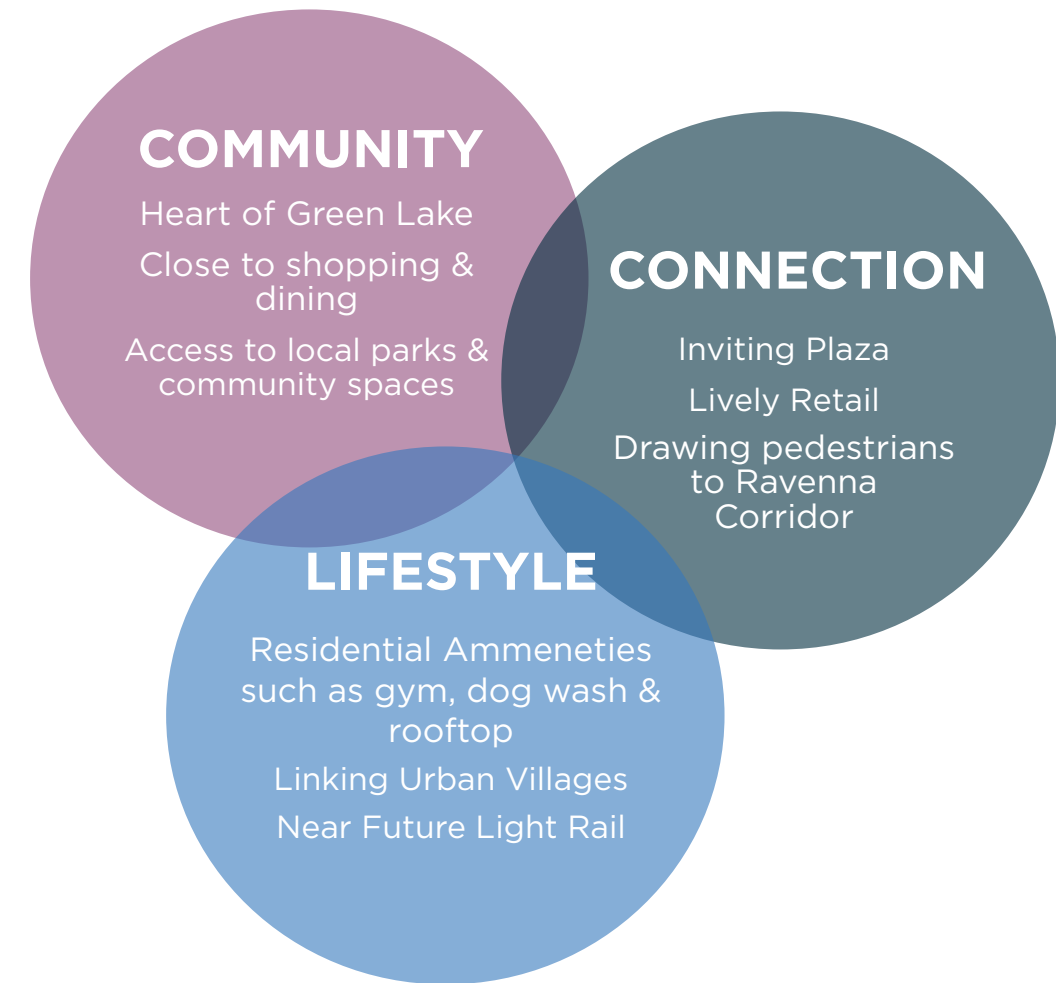 COMMUNITY
Heart of Green Lake
Close to shopping &
dining
Access to local parks &
community spaces
CONNECTION
Inviting Plaza
Lively Retail
Drawing pedestrians
to Ravenna
Corridor
LIFESTYLE
Residential Ammeneties
such as gym, dog wash &
rooftop
Linking Urban Villages
Near Future Light Rail